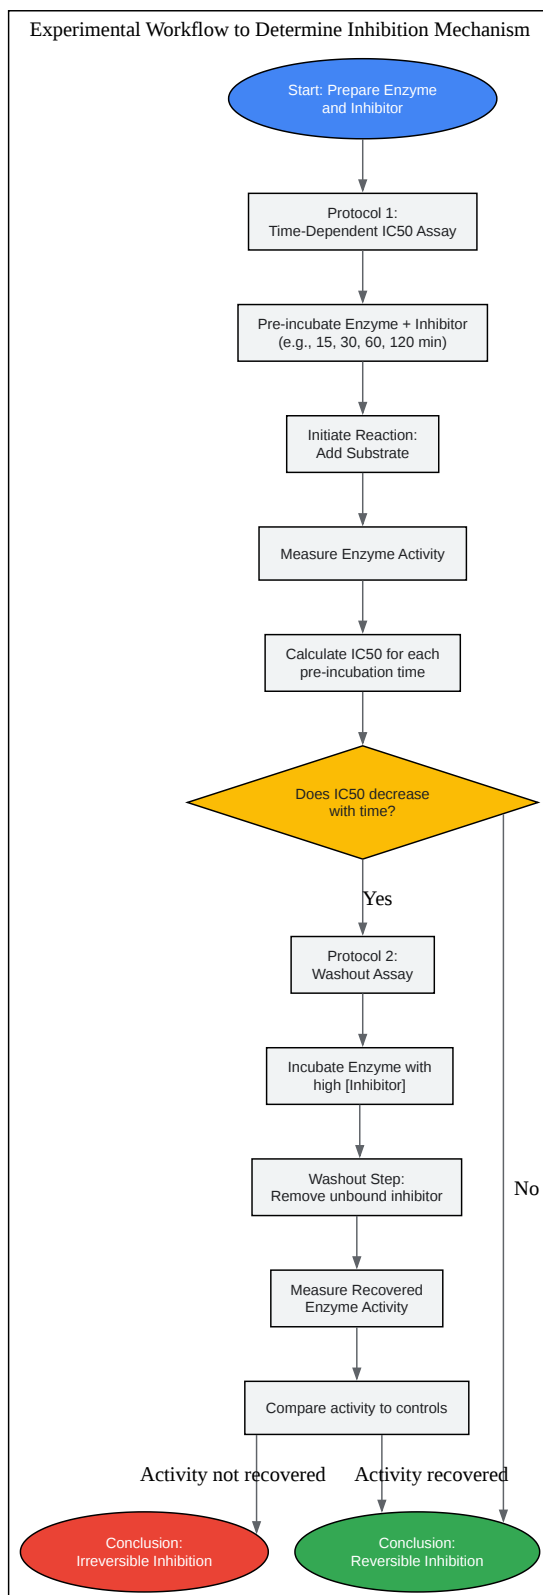 Experimental Workflow to Determine Inhibition Mechanism
Start: Prepare Enzyme
and Inhibitor
Protocol 1:
Time-Dependent IC50 Assay
Pre-incubate Enzyme + Inhibitor
(e.g., 15, 30, 60, 120 min)
Initiate Reaction:
Add Substrate
Measure Enzyme Activity
Calculate IC50 for each
pre-incubation time
Does IC50 decrease
with time?
Yes
Protocol 2:
Washout Assay
Incubate Enzyme with
high [Inhibitor]
Washout Step:
Remove unbound inhibitor
No
Measure Recovered
Enzyme Activity
Compare activity to controls
Activity not recovered
Activity recovered
Conclusion:
Irreversible Inhibition
Conclusion:
Reversible Inhibition